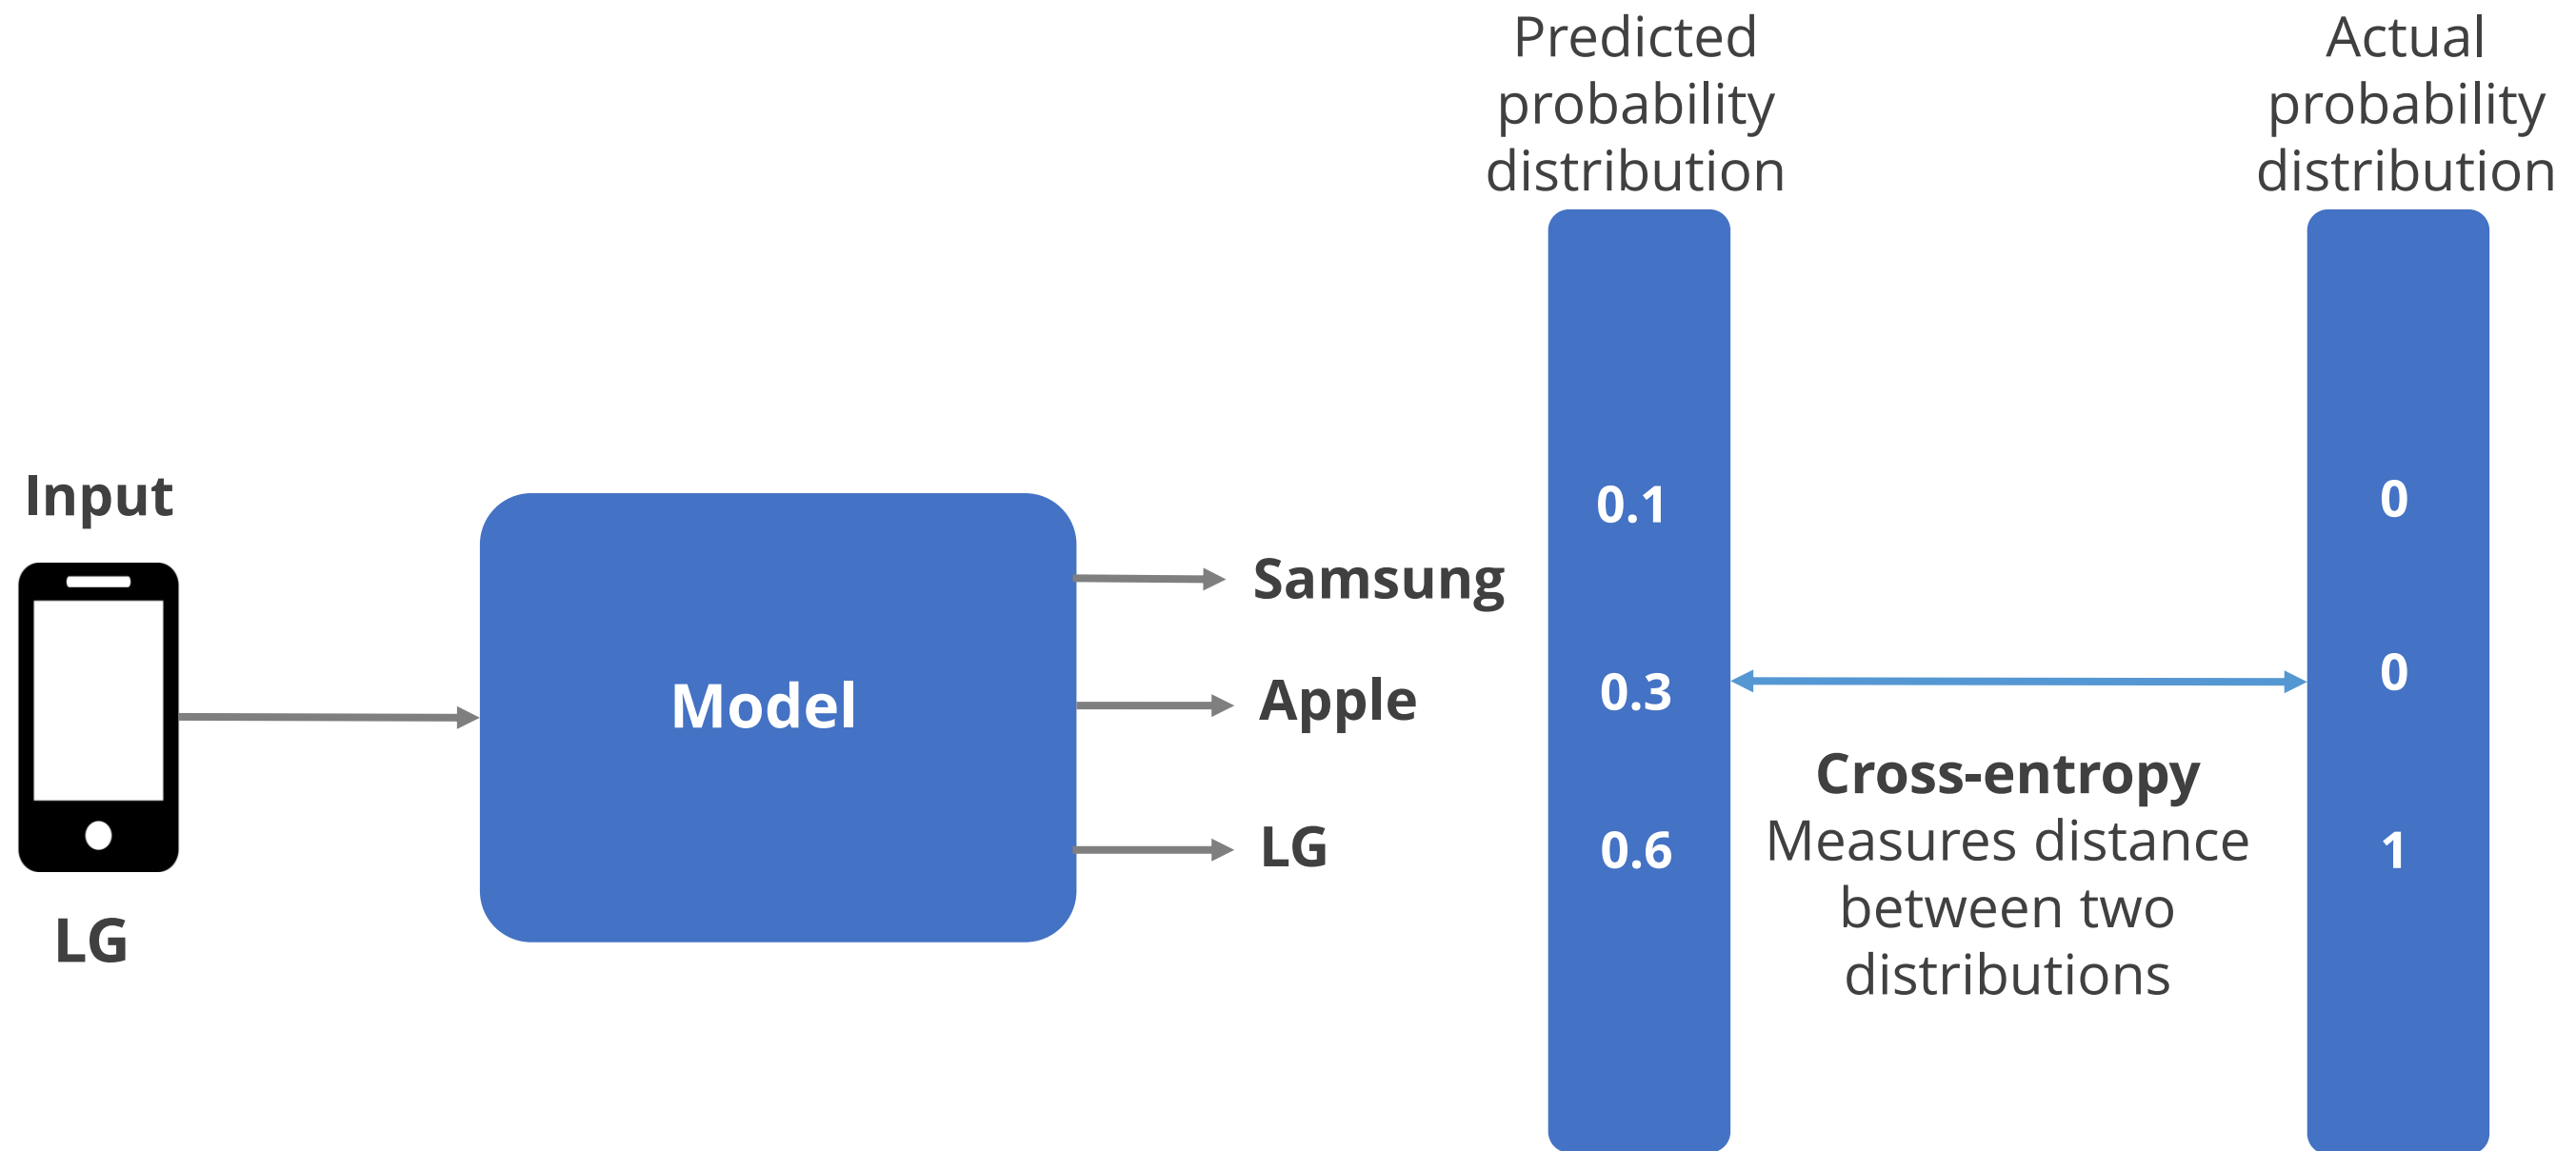 Predicted
probability
distribution
Actual
probability
distribution
Input
LG
Model
Samsung
Apple
LG
0.1
0.3
0.6
Cross-entropy
Measures distance
between two
distributions
0
0
1